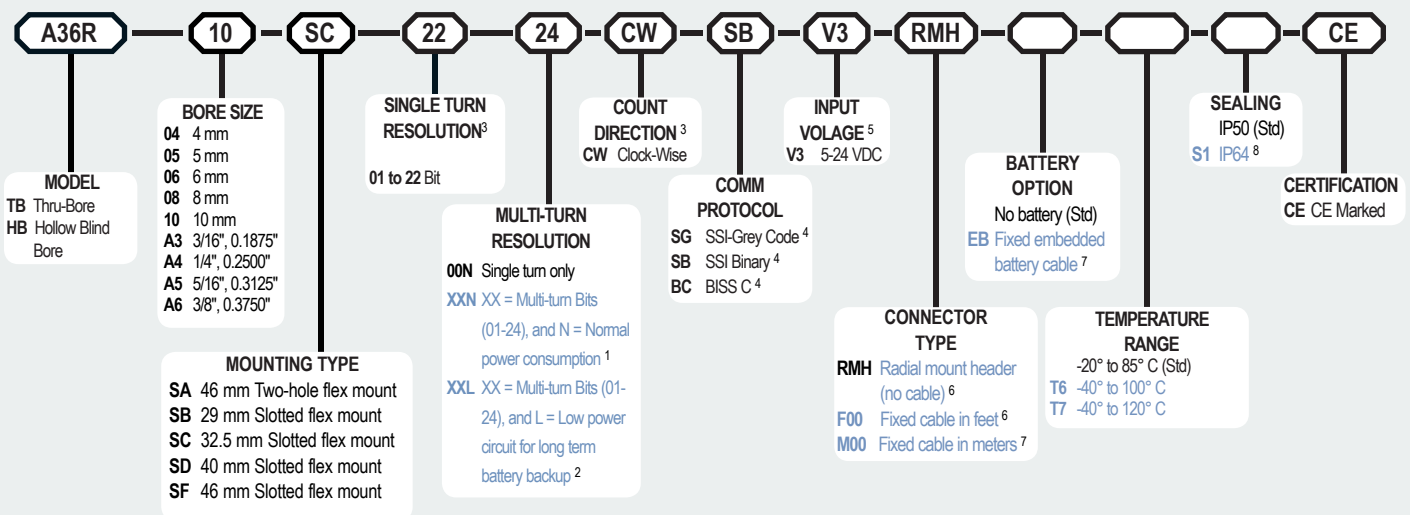 A36R 10 SC 22 24 CW SB V3 RMH CE
MODEL
TB Thru-Bore
HB Hollow Blind
Bore
BORE SIZE
04 4 mm
05 5 mm
06 6 mm
08 8 mm
10 10 mm
A3 3/16", 0.1875"
A4 1/4", 0.2500"
A5 5/16", 0.3125"
A6 3/8", 0.3750"
MOUNTING TYPE
SA 46 mm Two-hole flex mount
SB 29 mm Slotted flex mount
SC 32.5 mm Slotted flex mount
SD 40 mm Slotted flex mount
SF 46 mm Slotted flex mount
SINGLE TURN
RESOLUTION3
01 to 22 Bit
MULTI-TURN
RESOLUTION
00N Single turn only
XXN XX = Multi-turn Bits
(01-24), and N = Normal
power consumption 1
XXL XX = Multi-turn Bits (01-
24), and L = Low power
circuit for long term
battery backup 2
COUNT
DIRECTION 3
CW Clock-Wise
COMM
PROTOCOL
SG SSI-Grey Code 4
SB SSI Binary 4
BC BISS C 4
INPUT
VOLAGE 5
V3 5-24 VDC
CONNECTOR
TYPE
RMH Radial mount header
(no cable) 6
F00 Fixed cable in feet 6
M00 Fixed cable in meters 7
BATTERY
OPTION
No battery (Std)
EB Fixed embedded
battery cable 7
TEMPERATURE
RANGE
-20° to 85° C (Std)
T6 -40° to 100° C
T7 -40° to 120° C
SEALING
IP50 (Std)
S1 IP64 8
CERTIFICATION
CE CE Marked